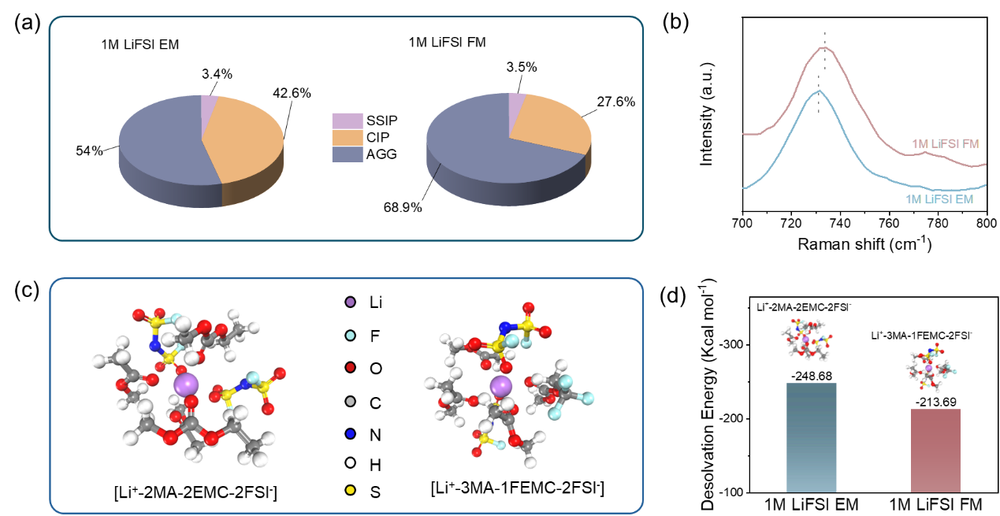 (a)
1M LiFSI EM
3.4%
42.6%
54%
SSIP
CIP
AGG
1M LiFSI FM
3.5%
27.6%
68.9%
(b)
Intensity (a.u.)
1M LiFSI FM
1M LiFSI EM
700 720 740 760 780 800
Raman shift (cm⁻¹)
(c)
Li
F
O
C
N
H
S
[Li⁺-2MA-2EMC-2FSI⁻]
[Li⁺-3MA-1FEMC-2FSI⁻]
(d)
Desolvation Energy (Kcal mol⁻¹)
-300
-200
-100
Li⁺-2MA-2EMC-2FSI⁻
-248.68
Li⁺-3MA-1FEMC-2FSI⁻
-213.69
1M LiFSI EM 1M LiFSI FM